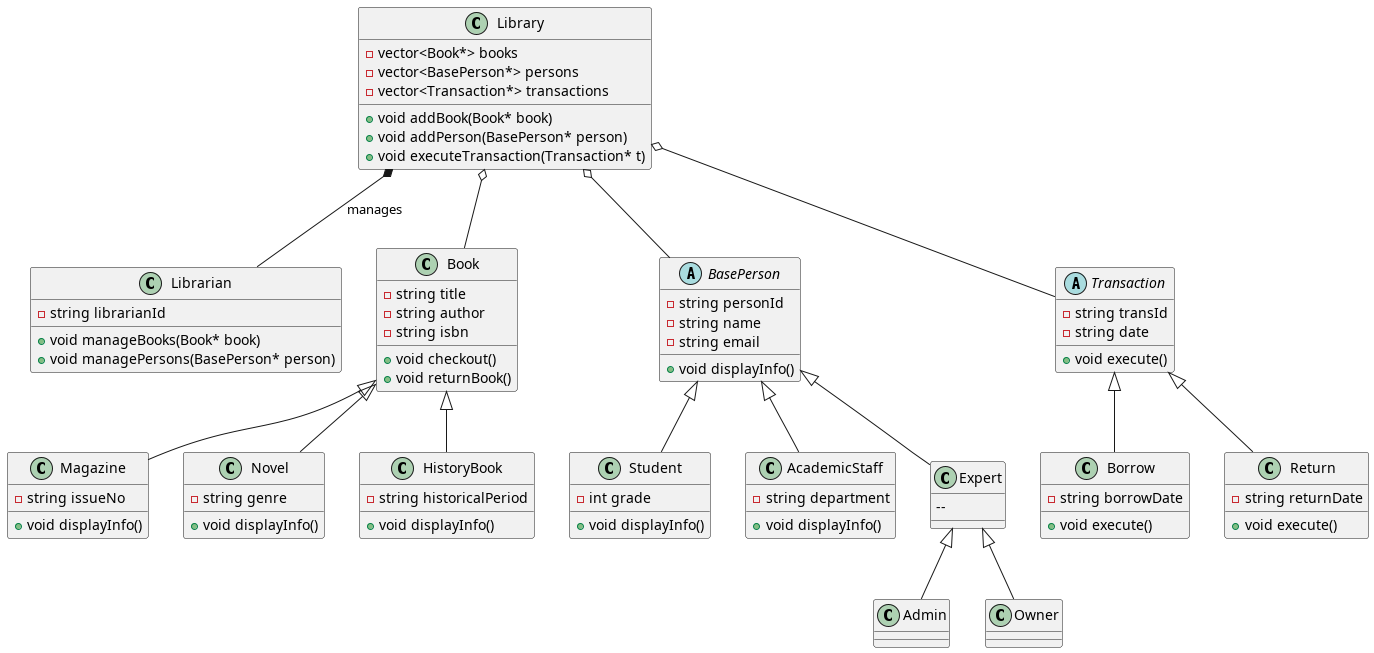 C Library
vector<Book*> books
vector<BasePerson*> persons
vector<Transaction*> transactions
void addBook(Book* book)
void addPerson(BasePerson* person)
void executeTransaction(Transaction* t)
manages
C Librarian
string librarianId
void manageBooks(Book* book)
void managePersons(BasePerson* person)
C Book
string title
string author
string isbn
void checkout()
void returnBook()
A BasePerson
string personId
string name
string email
void displayInfo()
A Transaction
string transId
string date
void execute()
C Magazine
string issueNo
void displayInfo()
C Novel
string genre
void displayInfo()
C HistoryBook
string historicalPeriod
void displayInfo()
C Student
int grade
void displayInfo()
C AcademicStaff
string department
void displayInfo()
C Expert
--
C Borrow
string borrowDate
void execute()
C Return
string returnDate
void execute()
C Admin
C Owner